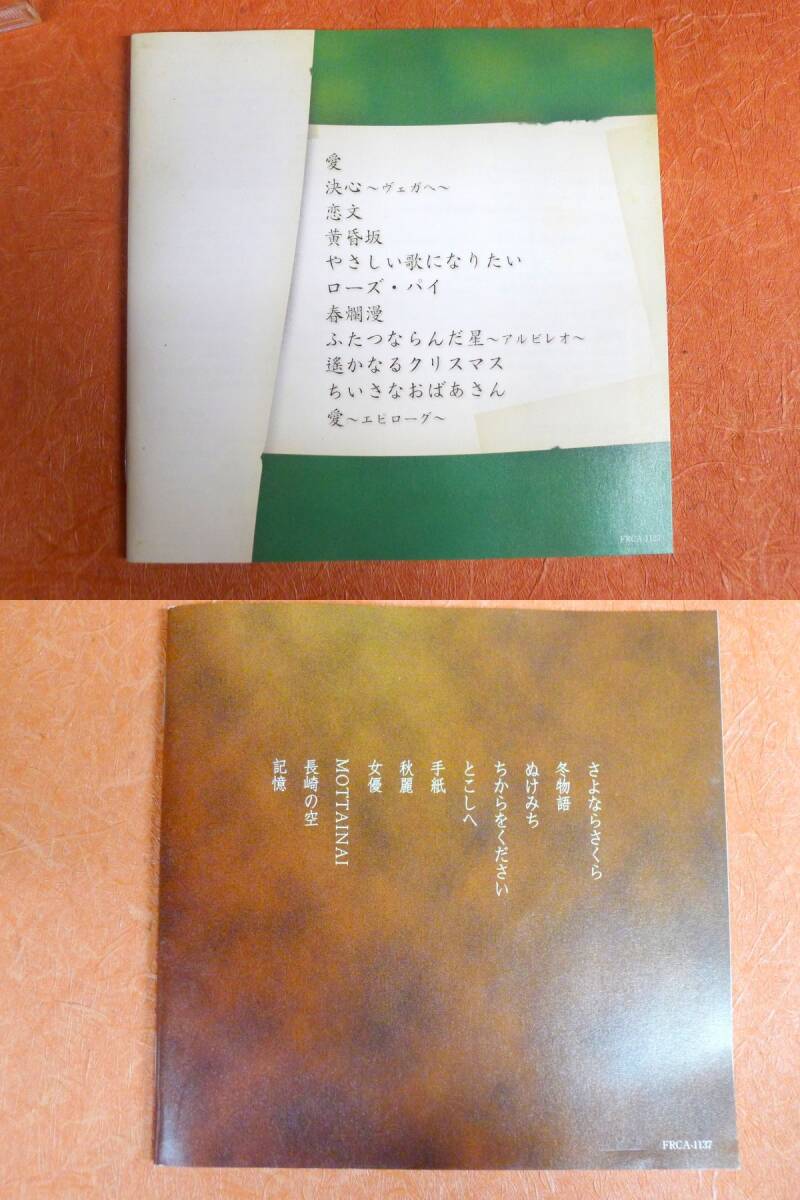 愛
決心～ヴェガへ～
恋文
黄昏坂
やさしい歌になりたい
ローズ・パイ
春爛漫
ふたつならんだ星～アルビレオ～
遙かなるクリスマス
ちいさなおばあさん
愛～エピローグ～
FRCA-1127
さよならさくら
冬物語
ぬけみち
ちからをください
とこしへ
手紙
秋麗
女優
MOTTAINAI
長崎の空
記憶
FRCA-1137